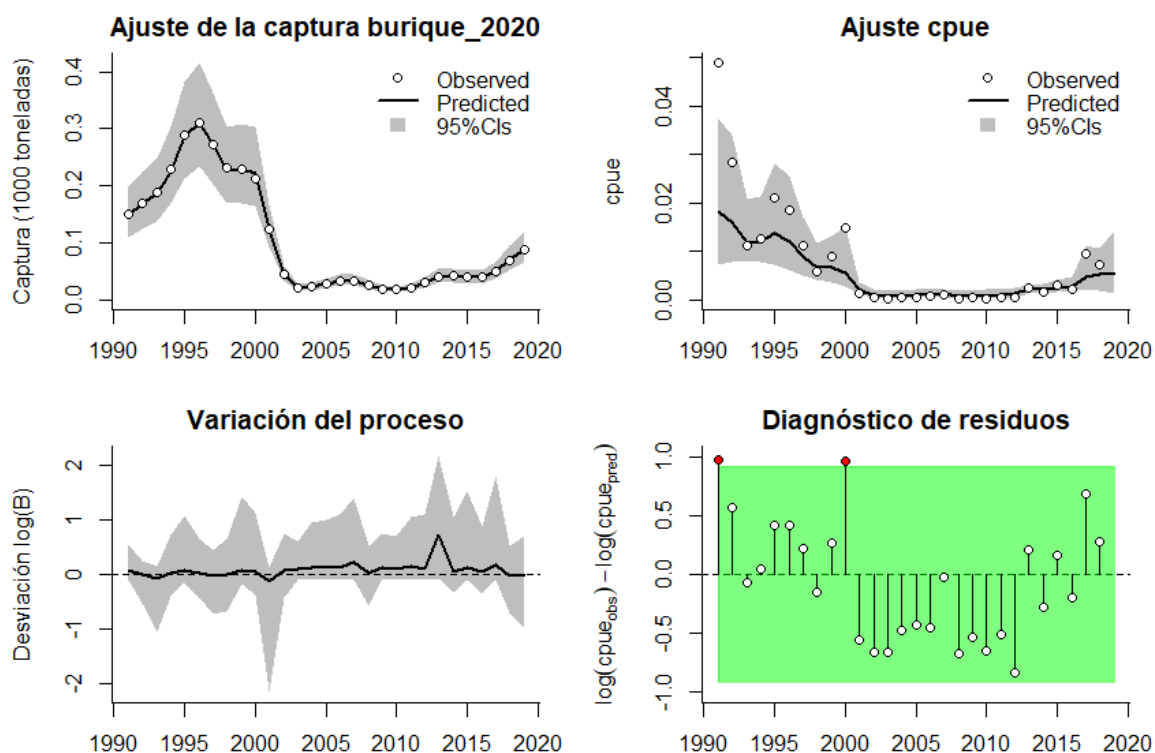 Ajuste de la captura burique_2020
Captura (1000 toneladas)
0.4
0.3
0.2
0.1
0.0
Observed
Predicted
95%CIs
1990 1995 2000 2005 2010 2015 2020
Ajuste cpue
cpue
0.04
0.02
0.00
Observed
Predicted
95%CIs
1990 1995 2000 2005 2010 2015 2020
Variación del proceso
Desviación log(B)
2
1
0
-1
-2
1990 1995 2000 2005 2010 2015 2020
Diagnóstico de residuos
log(cpue_obs) − log(cpue_pred)
1.0
0.5
0.0
-0.5
-1.0
1990 1995 2000 2005 2010 2015 2020